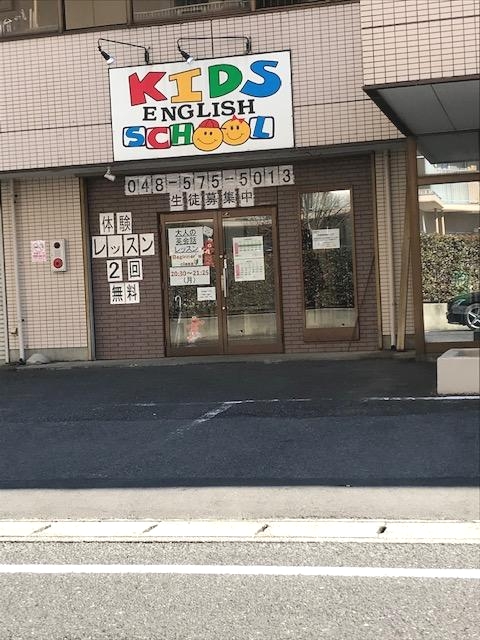 KIDS
ENGLISH
SCHOOL
048-575-5013
生徒募集中
体験
レッスン
2回
無料
大人の
英会話
レッスン
Beginner's
class
20:30～21:25
(月)